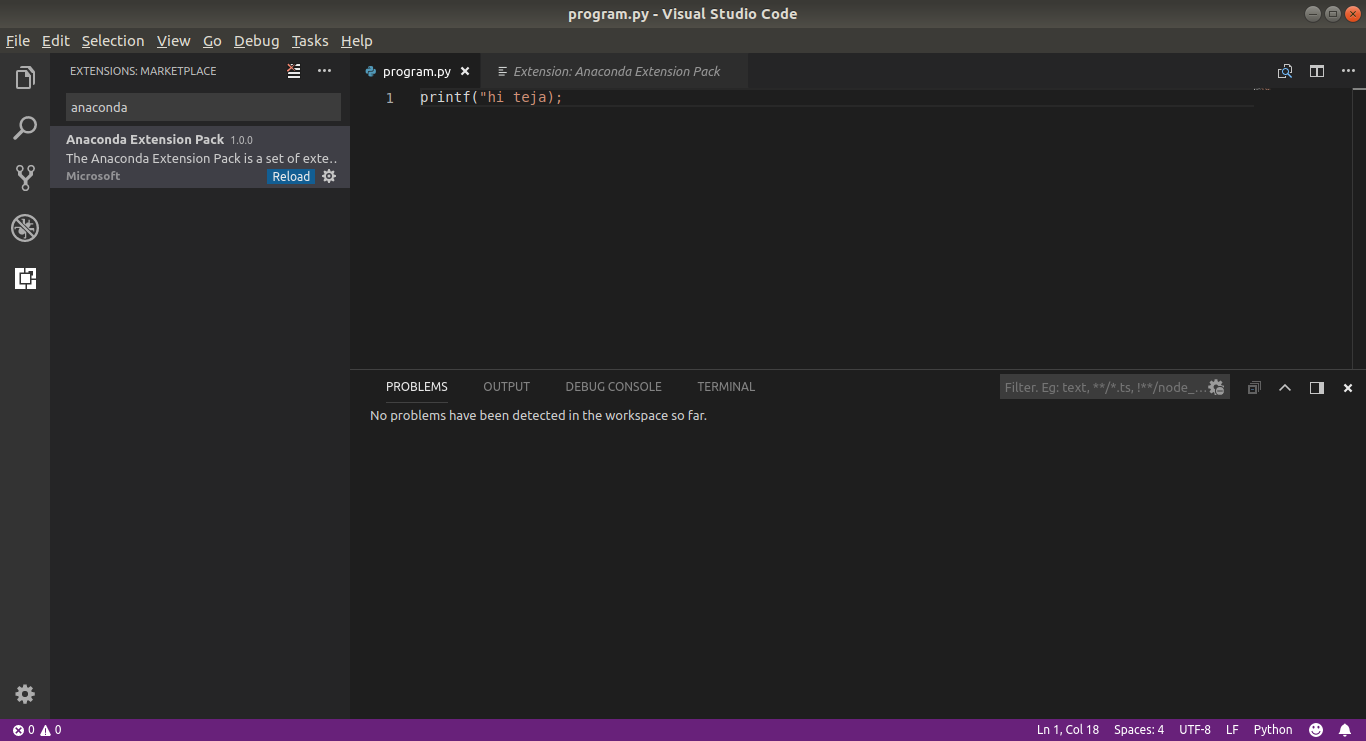 program.py - Visual Studio Code
File Edit Selection View Go Debug Tasks Help
EXTENSIONS: MARKETPLACE
anaconda
Anaconda Extension Pack 1.0.0
The Anaconda Extension Pack is a set of exte..
Microsoft Reload
program.py Extension: Anaconda Extension Pack
1 printf("hi teja);
PROBLEMS OUTPUT DEBUG CONSOLE TERMINAL
Filter. Eg: text, **/*.ts, !**/node_...
No problems have been detected in the workspace so far.
0 0 Ln 1, Col 18 Spaces: 4 UTF-8 LF Python